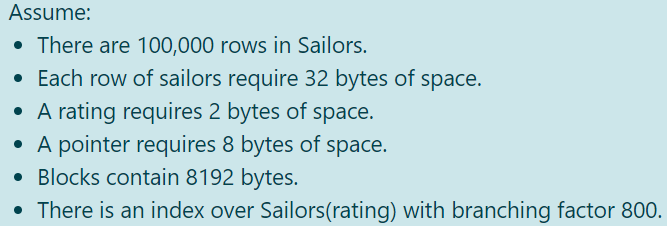 Assume:
• There are 100,000 rows in Sailors.
• Each row of sailors require 32 bytes of space.
• A rating requires 2 bytes of space.
• A pointer requires 8 bytes of space.
• Blocks contain 8192 bytes.
• There is an index over Sailors(rating) with branching factor 800.